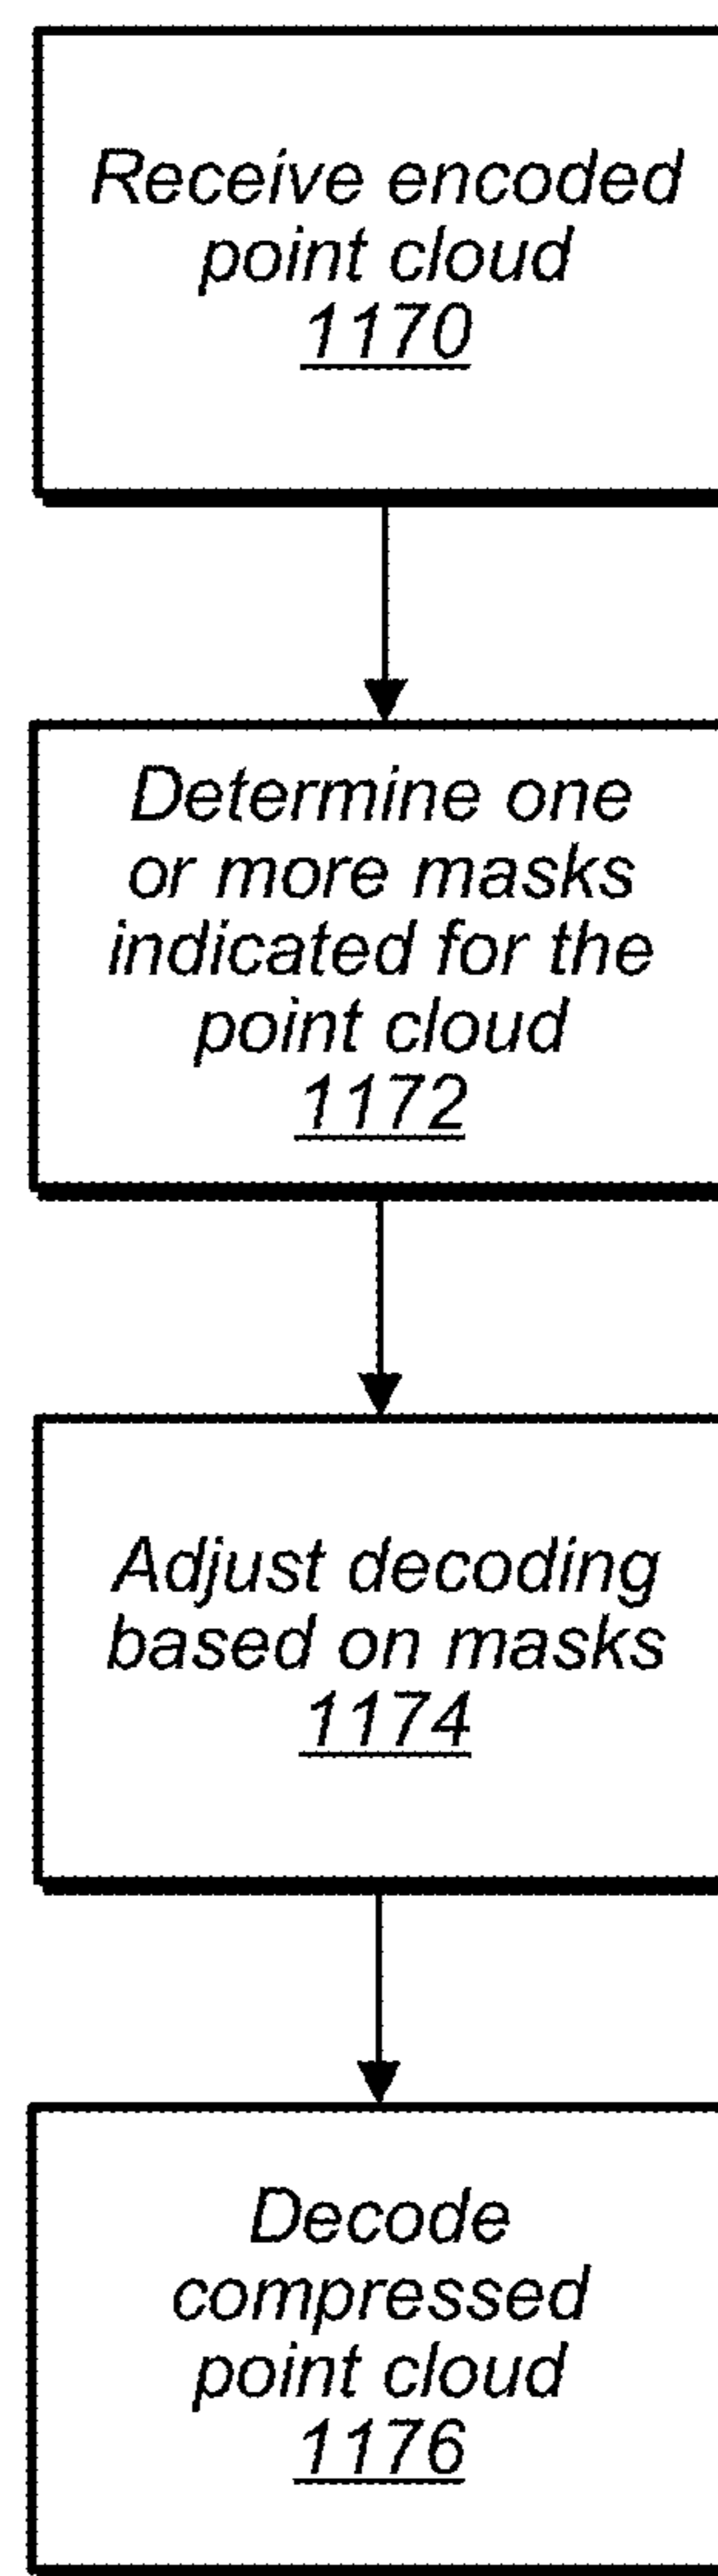 Receive encoded
point cloud
1170
Determine one
or more masks
indicated for the
point cloud
1172
Adjust decoding
based on masks
1174
Decode
compressed
point cloud
1176